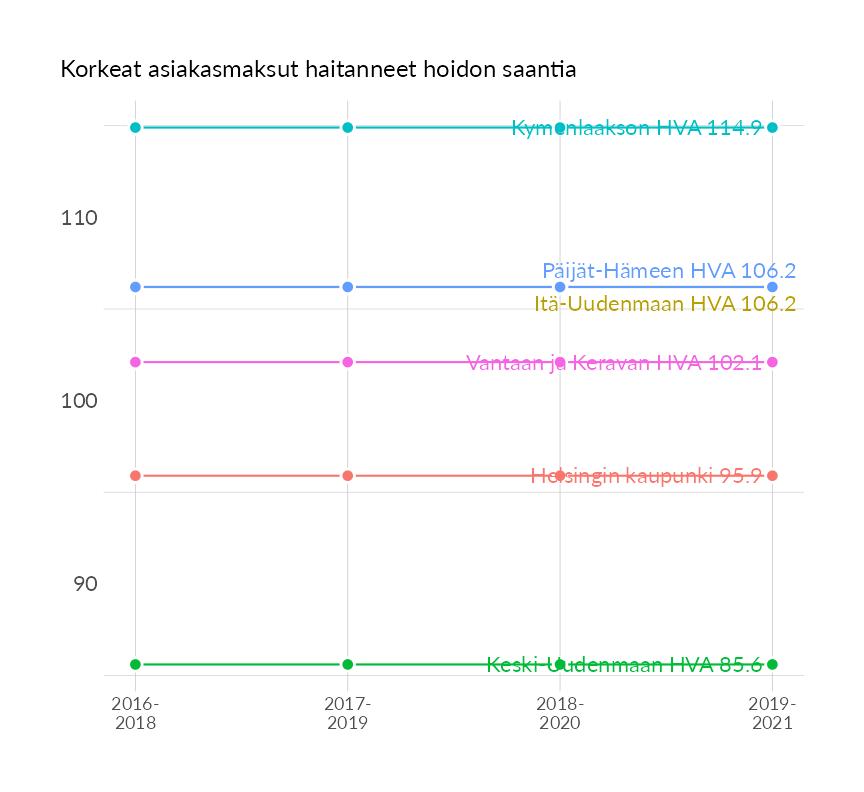 Korkeat asiakasmaksut haitanneet hoidon saantia
Kymenlaakson HVA 114.9
110
Päijät-Hämeen HVA 106.2
Itä-Uudenmaan HVA 106.2
Vantaan ja Keravan HVA 102.1
100
Helsingin kaupunki 95.9
90
Keski-Uudenmaan HVA 85.6
2016-
2018
2017-
2019
2018-
2020
2019-
2021